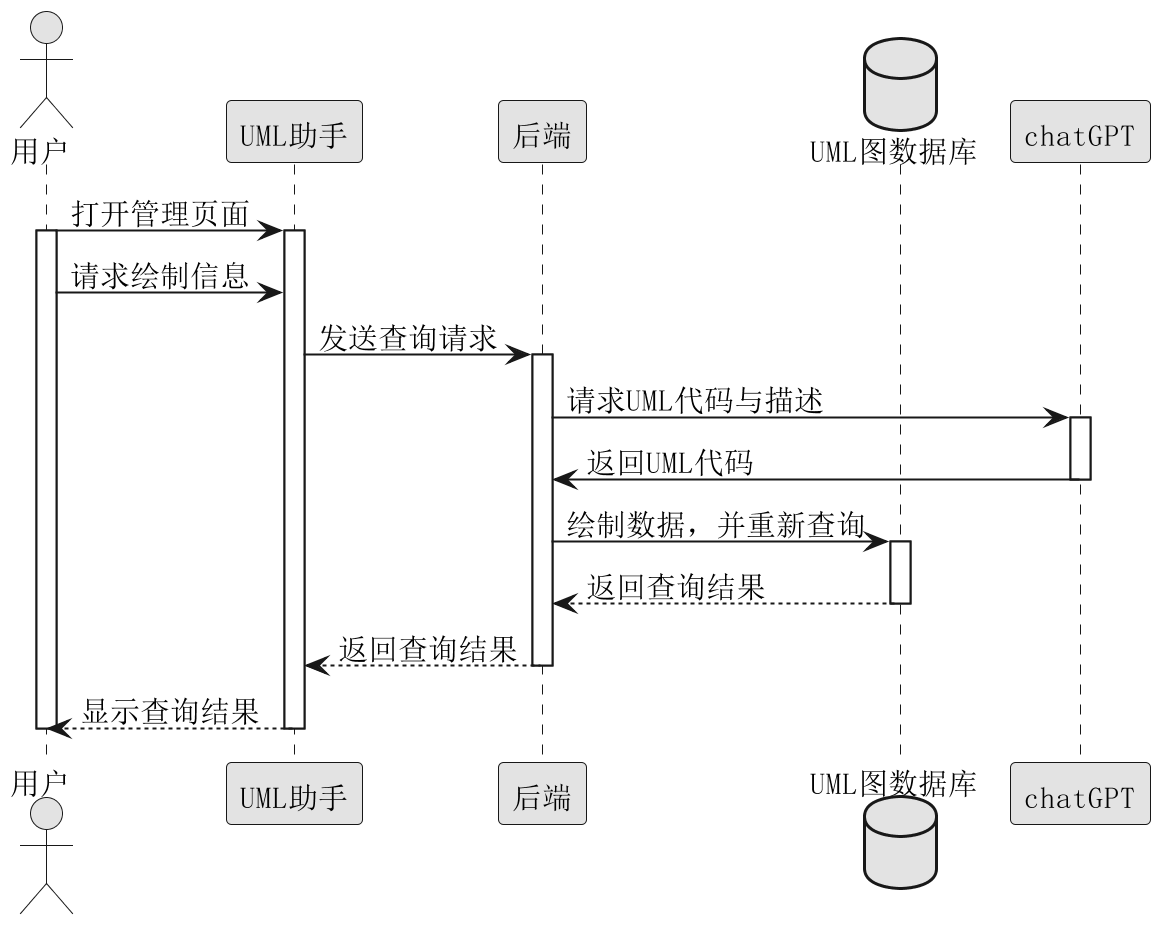 用户
UML助手
后端
UML图数据库
chatGPT
打开管理页面
请求绘制信息
发送查询请求
请求UML代码与描述
返回UML代码
绘制数据，并重新查询
返回查询结果
返回查询结果
显示查询结果
用户
UML助手
后端
UML图数据库
chatGPT